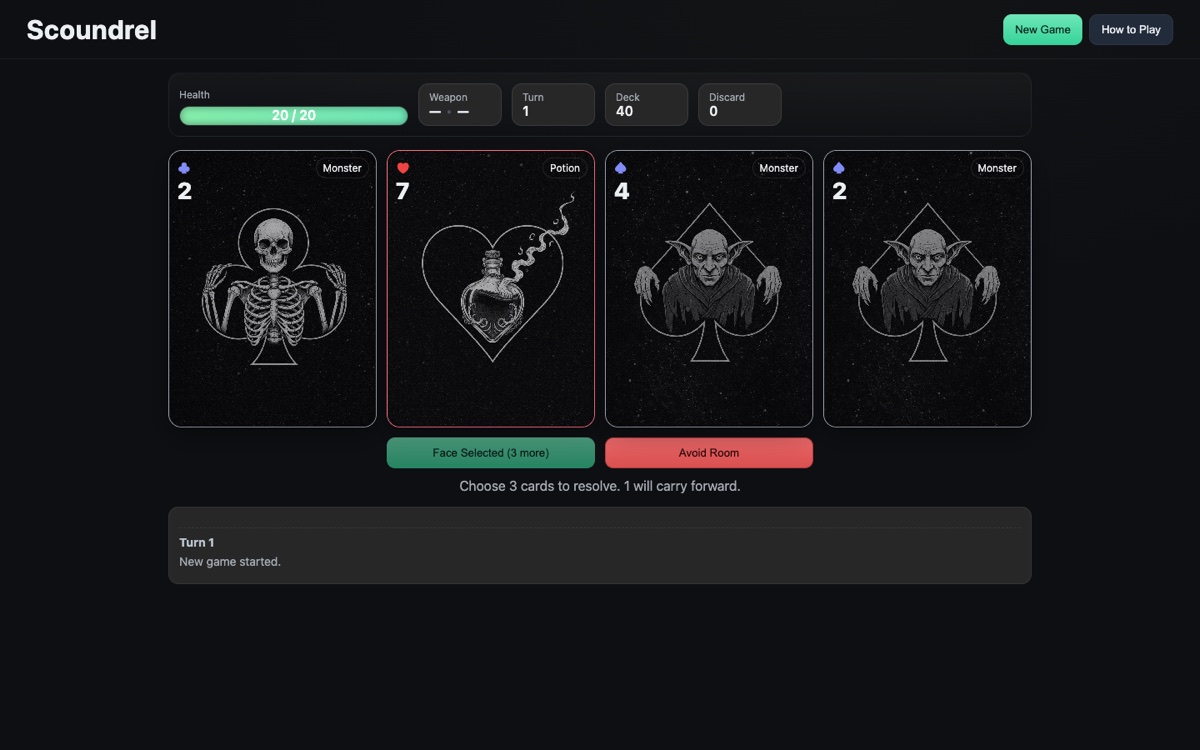 Scoundrel
New Game
How to Play
Health
20 / 20
Weapon
— • —
Turn
1
Deck
40
Discard
0
2
Monster
7
Potion
4
Monster
2
Monster
Face Selected (3 more)
Avoid Room
Choose 3 cards to resolve. 1 will carry forward.
Turn 1
New game started.